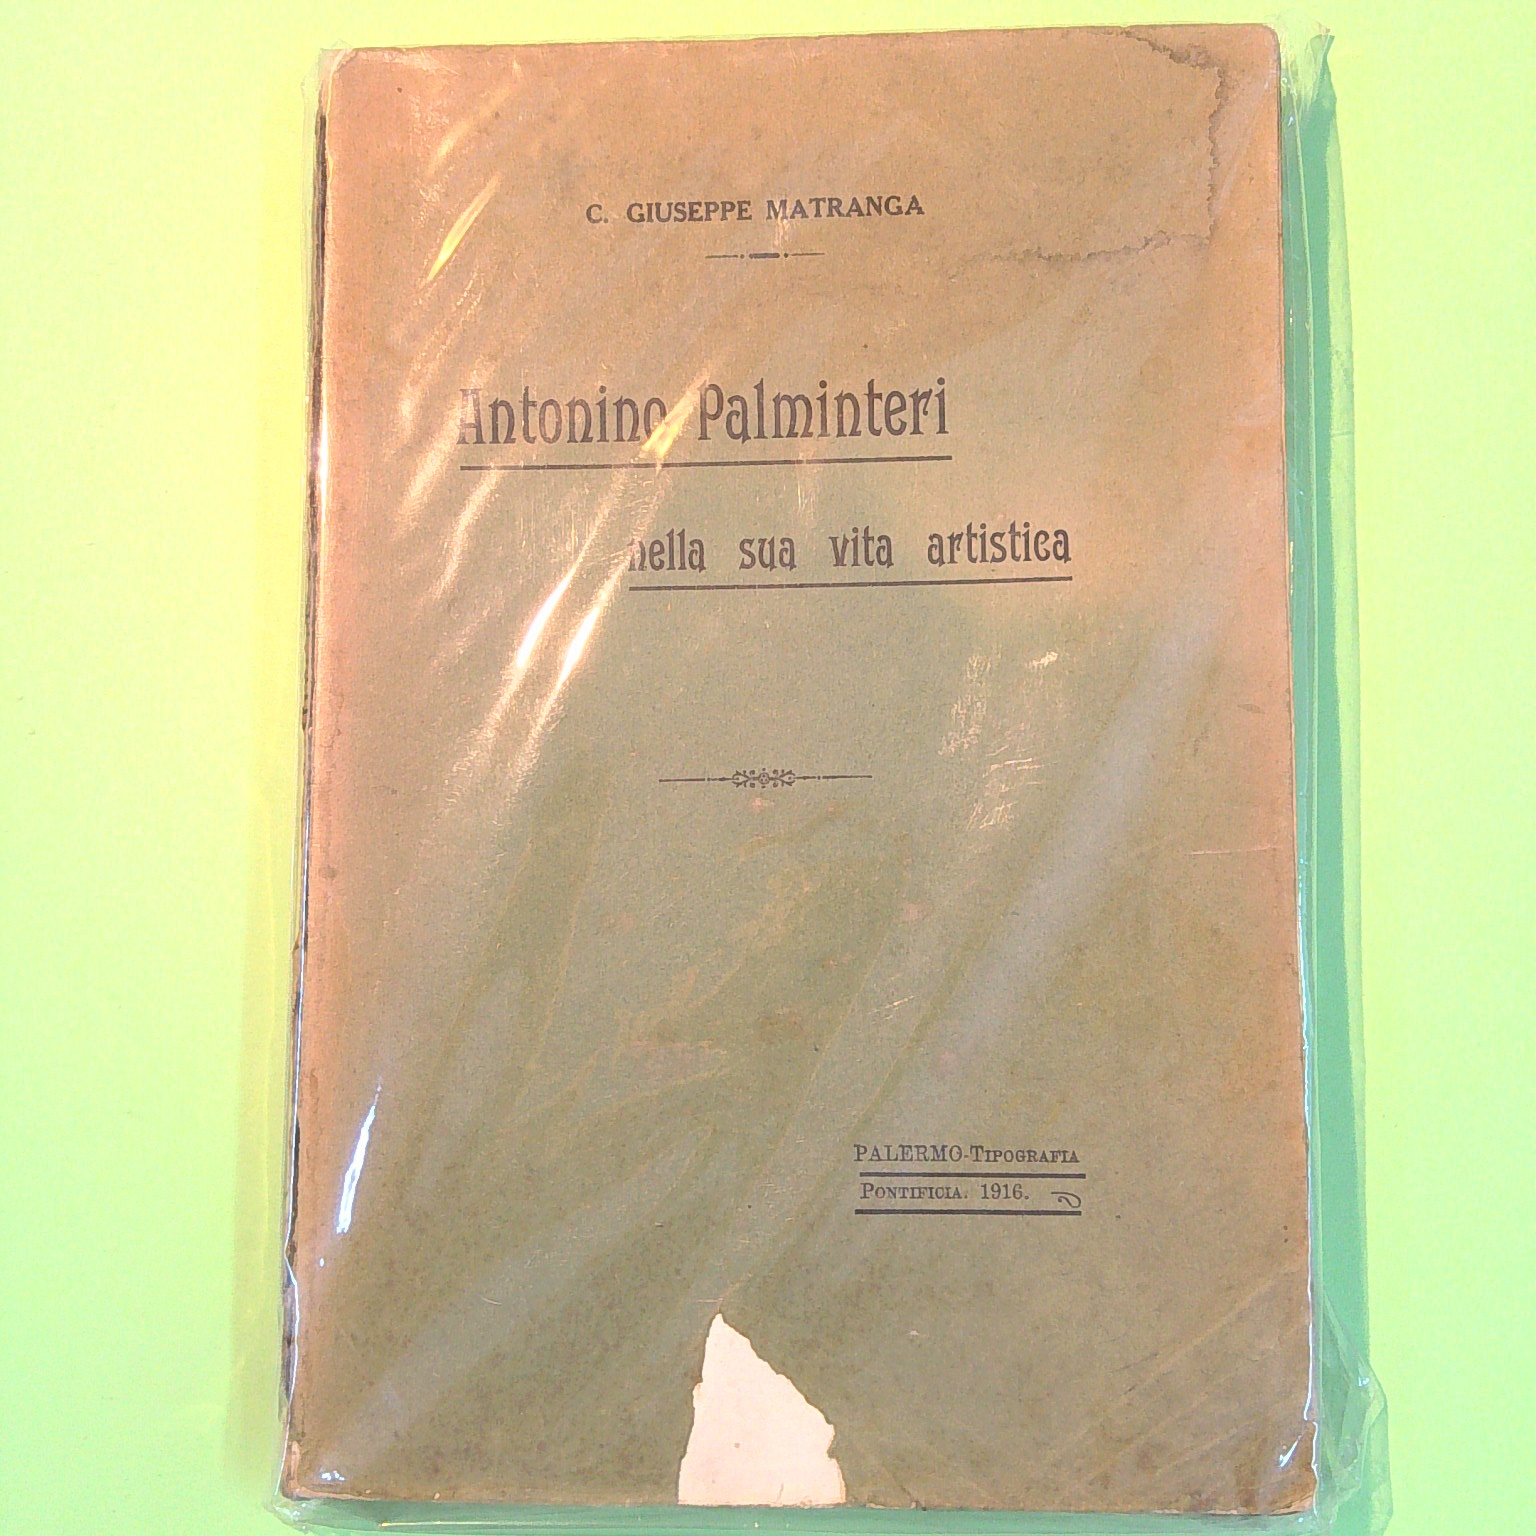 C. GIUSEPPE MATRANGA
Antonino Palminteri
nella sua vita artistica
PALERMO-TIPOGRAFIA
PONTIFICIA. 1916.